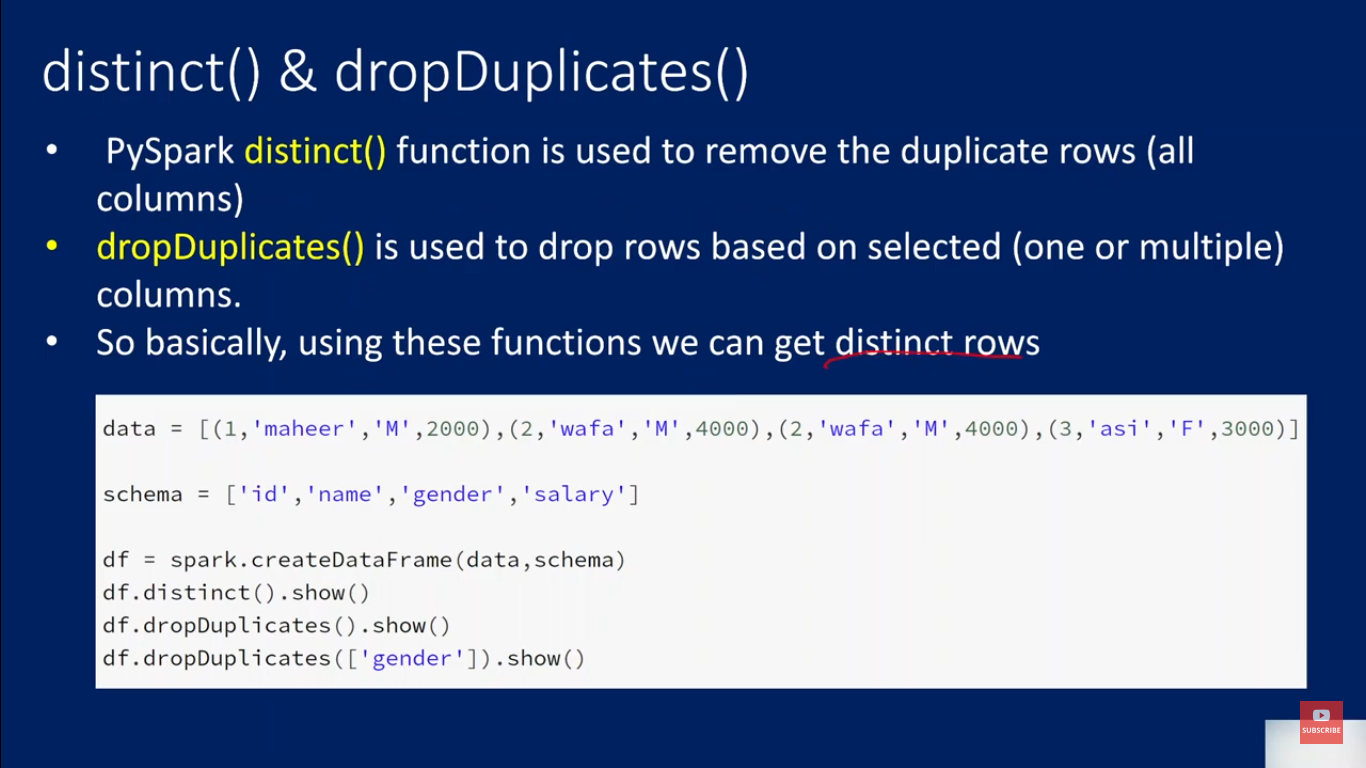 distinct() & dropDuplicates()
• PySpark distinct() function is used to remove the duplicate rows (all
columns)
• dropDuplicates() is used to drop rows based on selected (one or multiple)
columns.
• So basically, using these functions we can get distinct rows
data = [(1,'maheer','M',2000),(2,'wafa','M',4000),(2,'wafa','M',4000),(3,'asi','F',3000)]
schema = ['id','name','gender','salary']
df = spark.createDataFrame(data,schema)
df.distinct().show()
df.dropDuplicates().show()
df.dropDuplicates(['gender']).show()
SUBSCRIBE